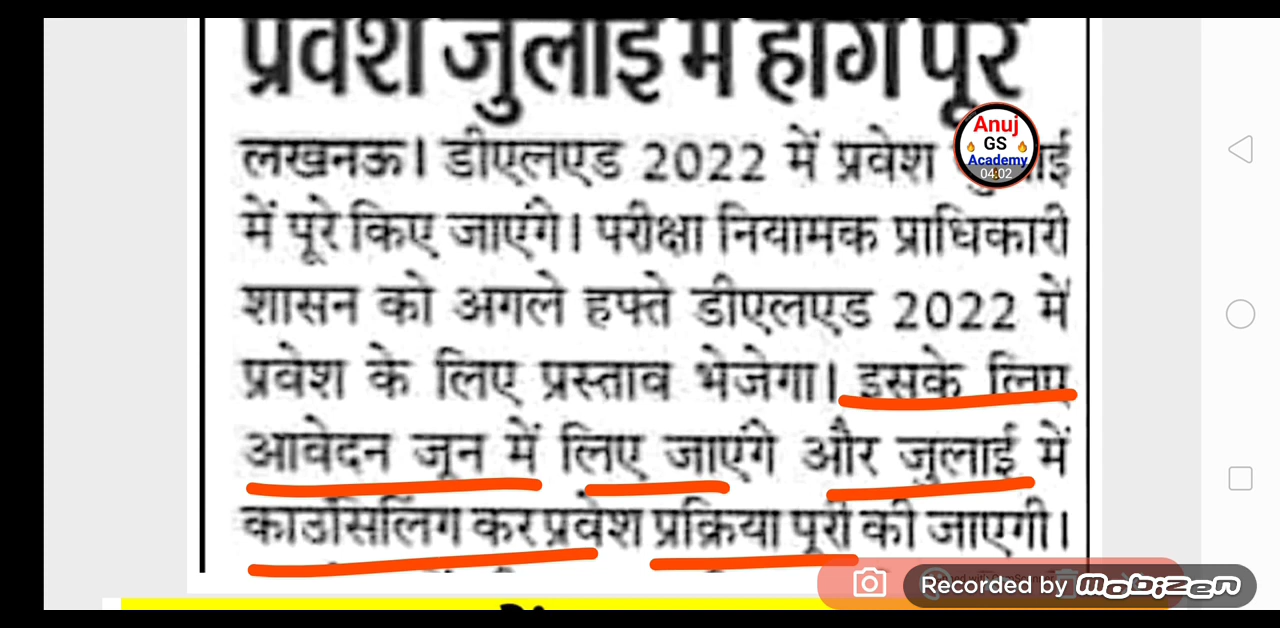 प्रवेश जुलाई में होंगे पूरे
लखनऊ। डीएलएड 2022 में प्रवेश
Anuj
GS
Academy
04:02
में पूरे किए जाएंगे। परीक्षा नियामक प्राधिकारी
शासन को अगले हफ्ते डीएलएड 2022 में
प्रवेश के लिए प्रस्ताव भेजेगा। इसके लिए
आवेदन जून में लिए जाएंगे और जुलाई में
काउंसिलिंग कर प्रवेश प्रक्रिया पूरी की जाएगी।
Recorded by mobizen